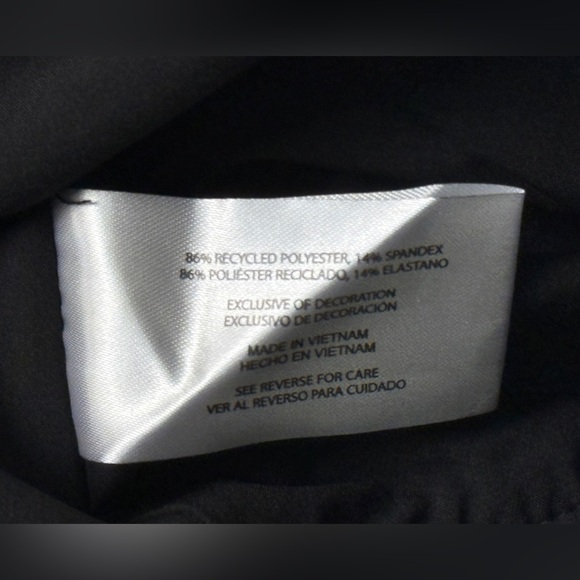 86% RECYCLED POLYESTER, 14% SPANDEX
86% POLIÉSTER RECICLADO, 14% ELASTANO
EXCLUSIVE OF DECORATION
EXCLUSIVO DE DECORACIÓN
MADE IN VIETNAM
HECHO EN VIETNAM
SEE REVERSE FOR CARE
VER AL REVERSO PARA CUIDADO